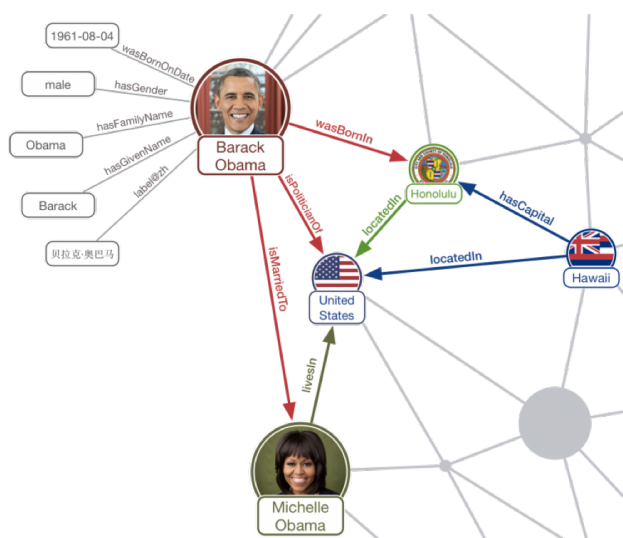 1961-08-04
wasBornOnDate
male
hasGender
hasFamilyName
Obama
hasGivenName
Barack
label@zh
贝拉克·奥巴马
Barack
Obama
wasBornIn
Honolulu
isPoliticianOf
locatedIn
hasCapital
isMarriedTo
locatedIn
Hawaii
United
States
livesIn
Michelle
Obama